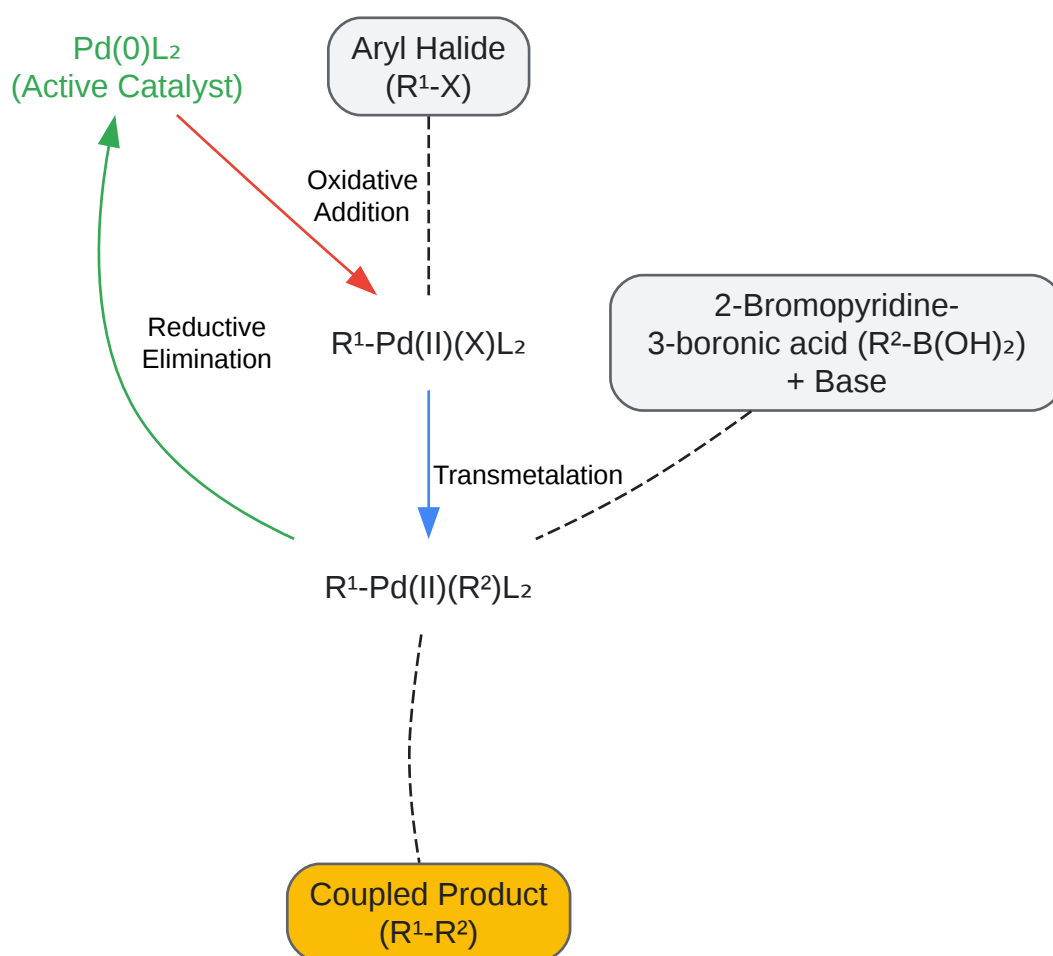 Pd(0)L₂
(Active Catalyst)
Aryl Halide
(R¹-X)
Oxidative
Addition
Reductive
Elimination
R¹-Pd(II)(X)L₂
2-Bromopyridine-
3-boronic acid (R²-B(OH)₂)
+ Base
Transmetalation
R¹-Pd(II)(R²)L₂
Coupled Product
(R¹-R²)